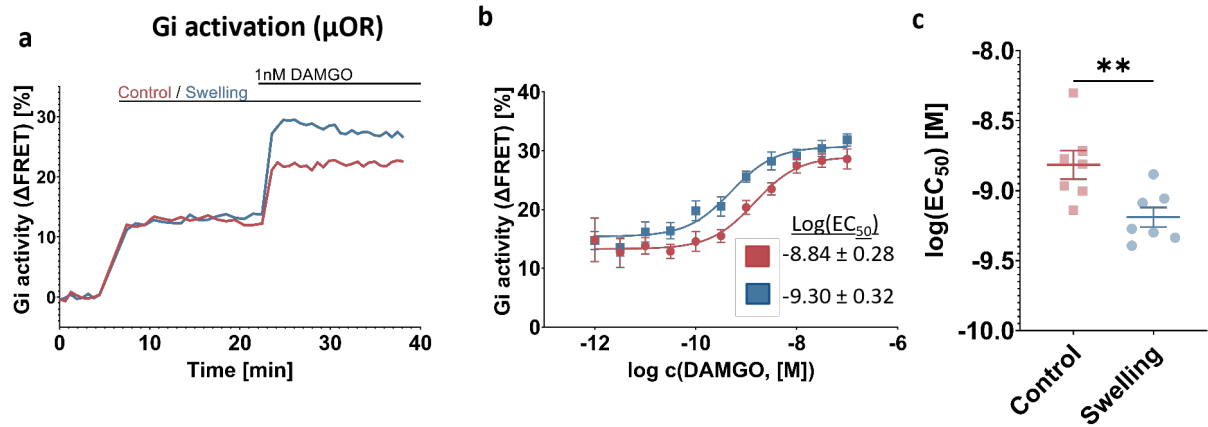 Gi activation (µOR)
a
1nM DAMGO
Control / Swelling
Gi activity (ΔFRET) [%]
30
20
10
0
0 10 20 30 40
Time [min]
b
Gi activity (ΔFRET) [%]
40
30
20
10
0
Log(EC50)
-8.84 ± 0.28
-9.30 ± 0.32
-12 -10 -8 -6
log c(DAMGO, [M])
c
log(EC50) [M]
**
-8.0
-8.5
-9.0
-9.5
-10.0
Control
Swelling